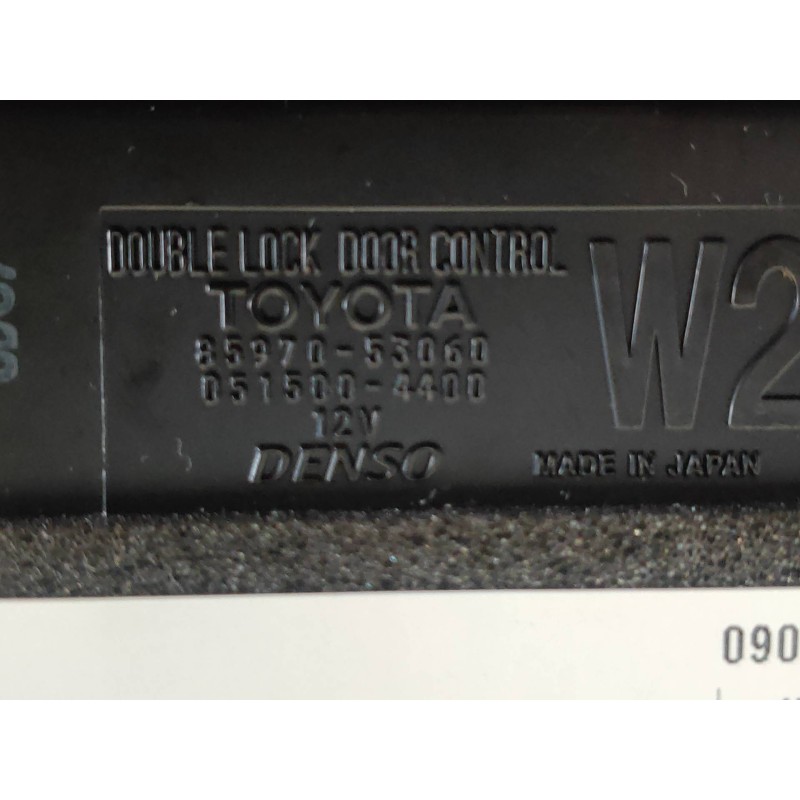 DOUBLE LOCK DOOR CONTROL
TOYOTA
85970-53060
051500-4400
12V
DENSO
MADE IN JAPAN
W2
090